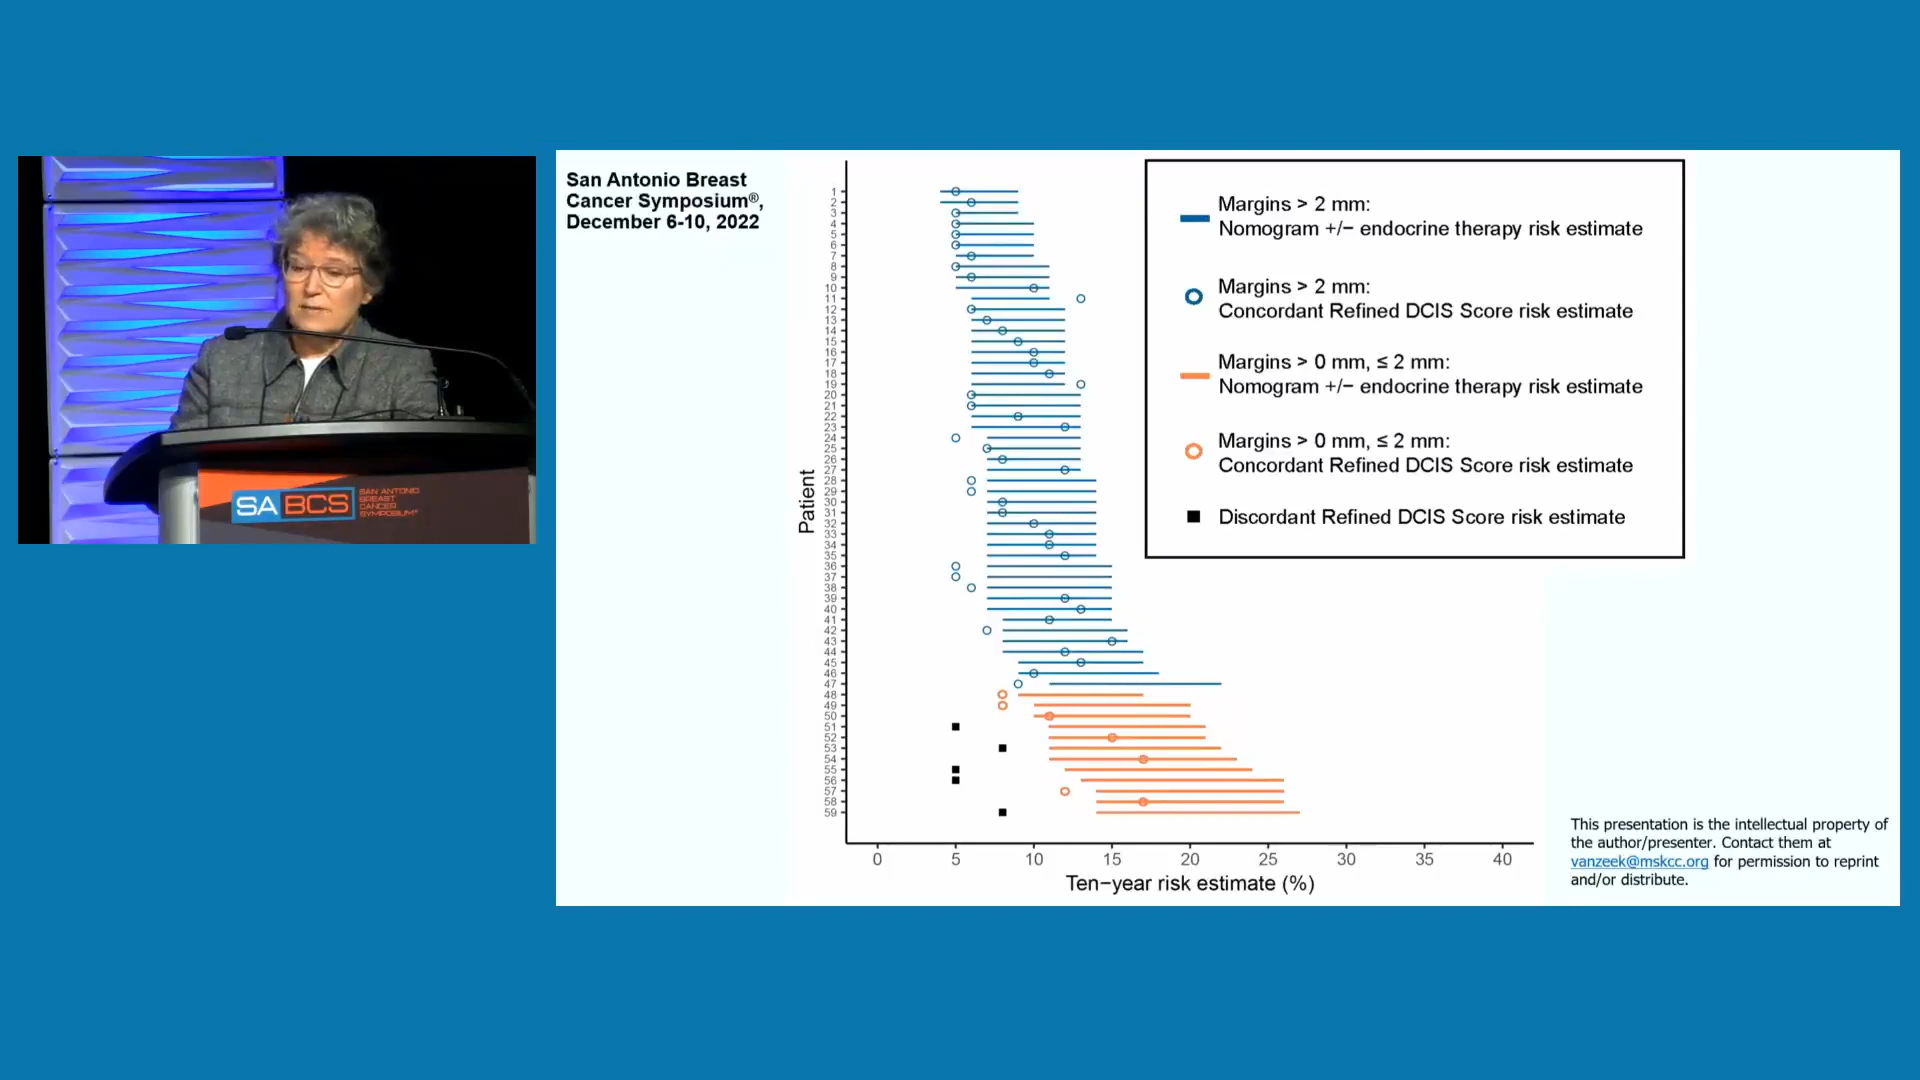 San Antonio Breast
Cancer Symposium®,
December 6-10, 2022
SA BCS
SAN ANTONIO
BREAST
CANCER
SYMPOSIUM®
Patient
1
2
3
4
5
6
7
8
9
10
11
12
13
14
15
16
17
18
19
20
21
22
23
24
25
26
27
28
29
30
31
32
33
34
35
36
37
38
39
40
41
42
43
44
45
46
47
48
49
50
51
52
53
54
55
56
57
58
59
0 5 10 15 20 25 30 35 40
Ten−year risk estimate (%)
Margins > 2 mm:
Nomogram +/− endocrine therapy risk estimate
Margins > 2 mm:
Concordant Refined DCIS Score risk estimate
Margins > 0 mm, ≤ 2 mm:
Nomogram +/− endocrine therapy risk estimate
Margins > 0 mm, ≤ 2 mm:
Concordant Refined DCIS Score risk estimate
Discordant Refined DCIS Score risk estimate
This presentation is the intellectual property of
the author/presenter. Contact them at
vanzeek@mskcc.org for permission to reprint
and/or distribute.